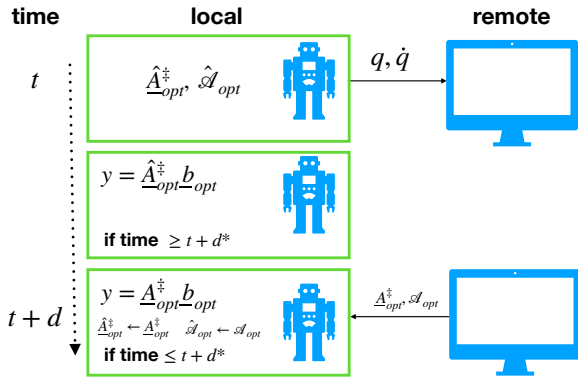 time local remote
t
Â̲‡opt, 𝒜̂opt
q, q̇
y = Â̲‡opt b̲opt
if time ≥ t + d*
t + d
y = A̲‡opt b̲opt
Â̲‡opt ← A̲‡opt 𝒜̂opt ← 𝒜opt
if time ≤ t + d*
A̲‡opt, 𝒜opt